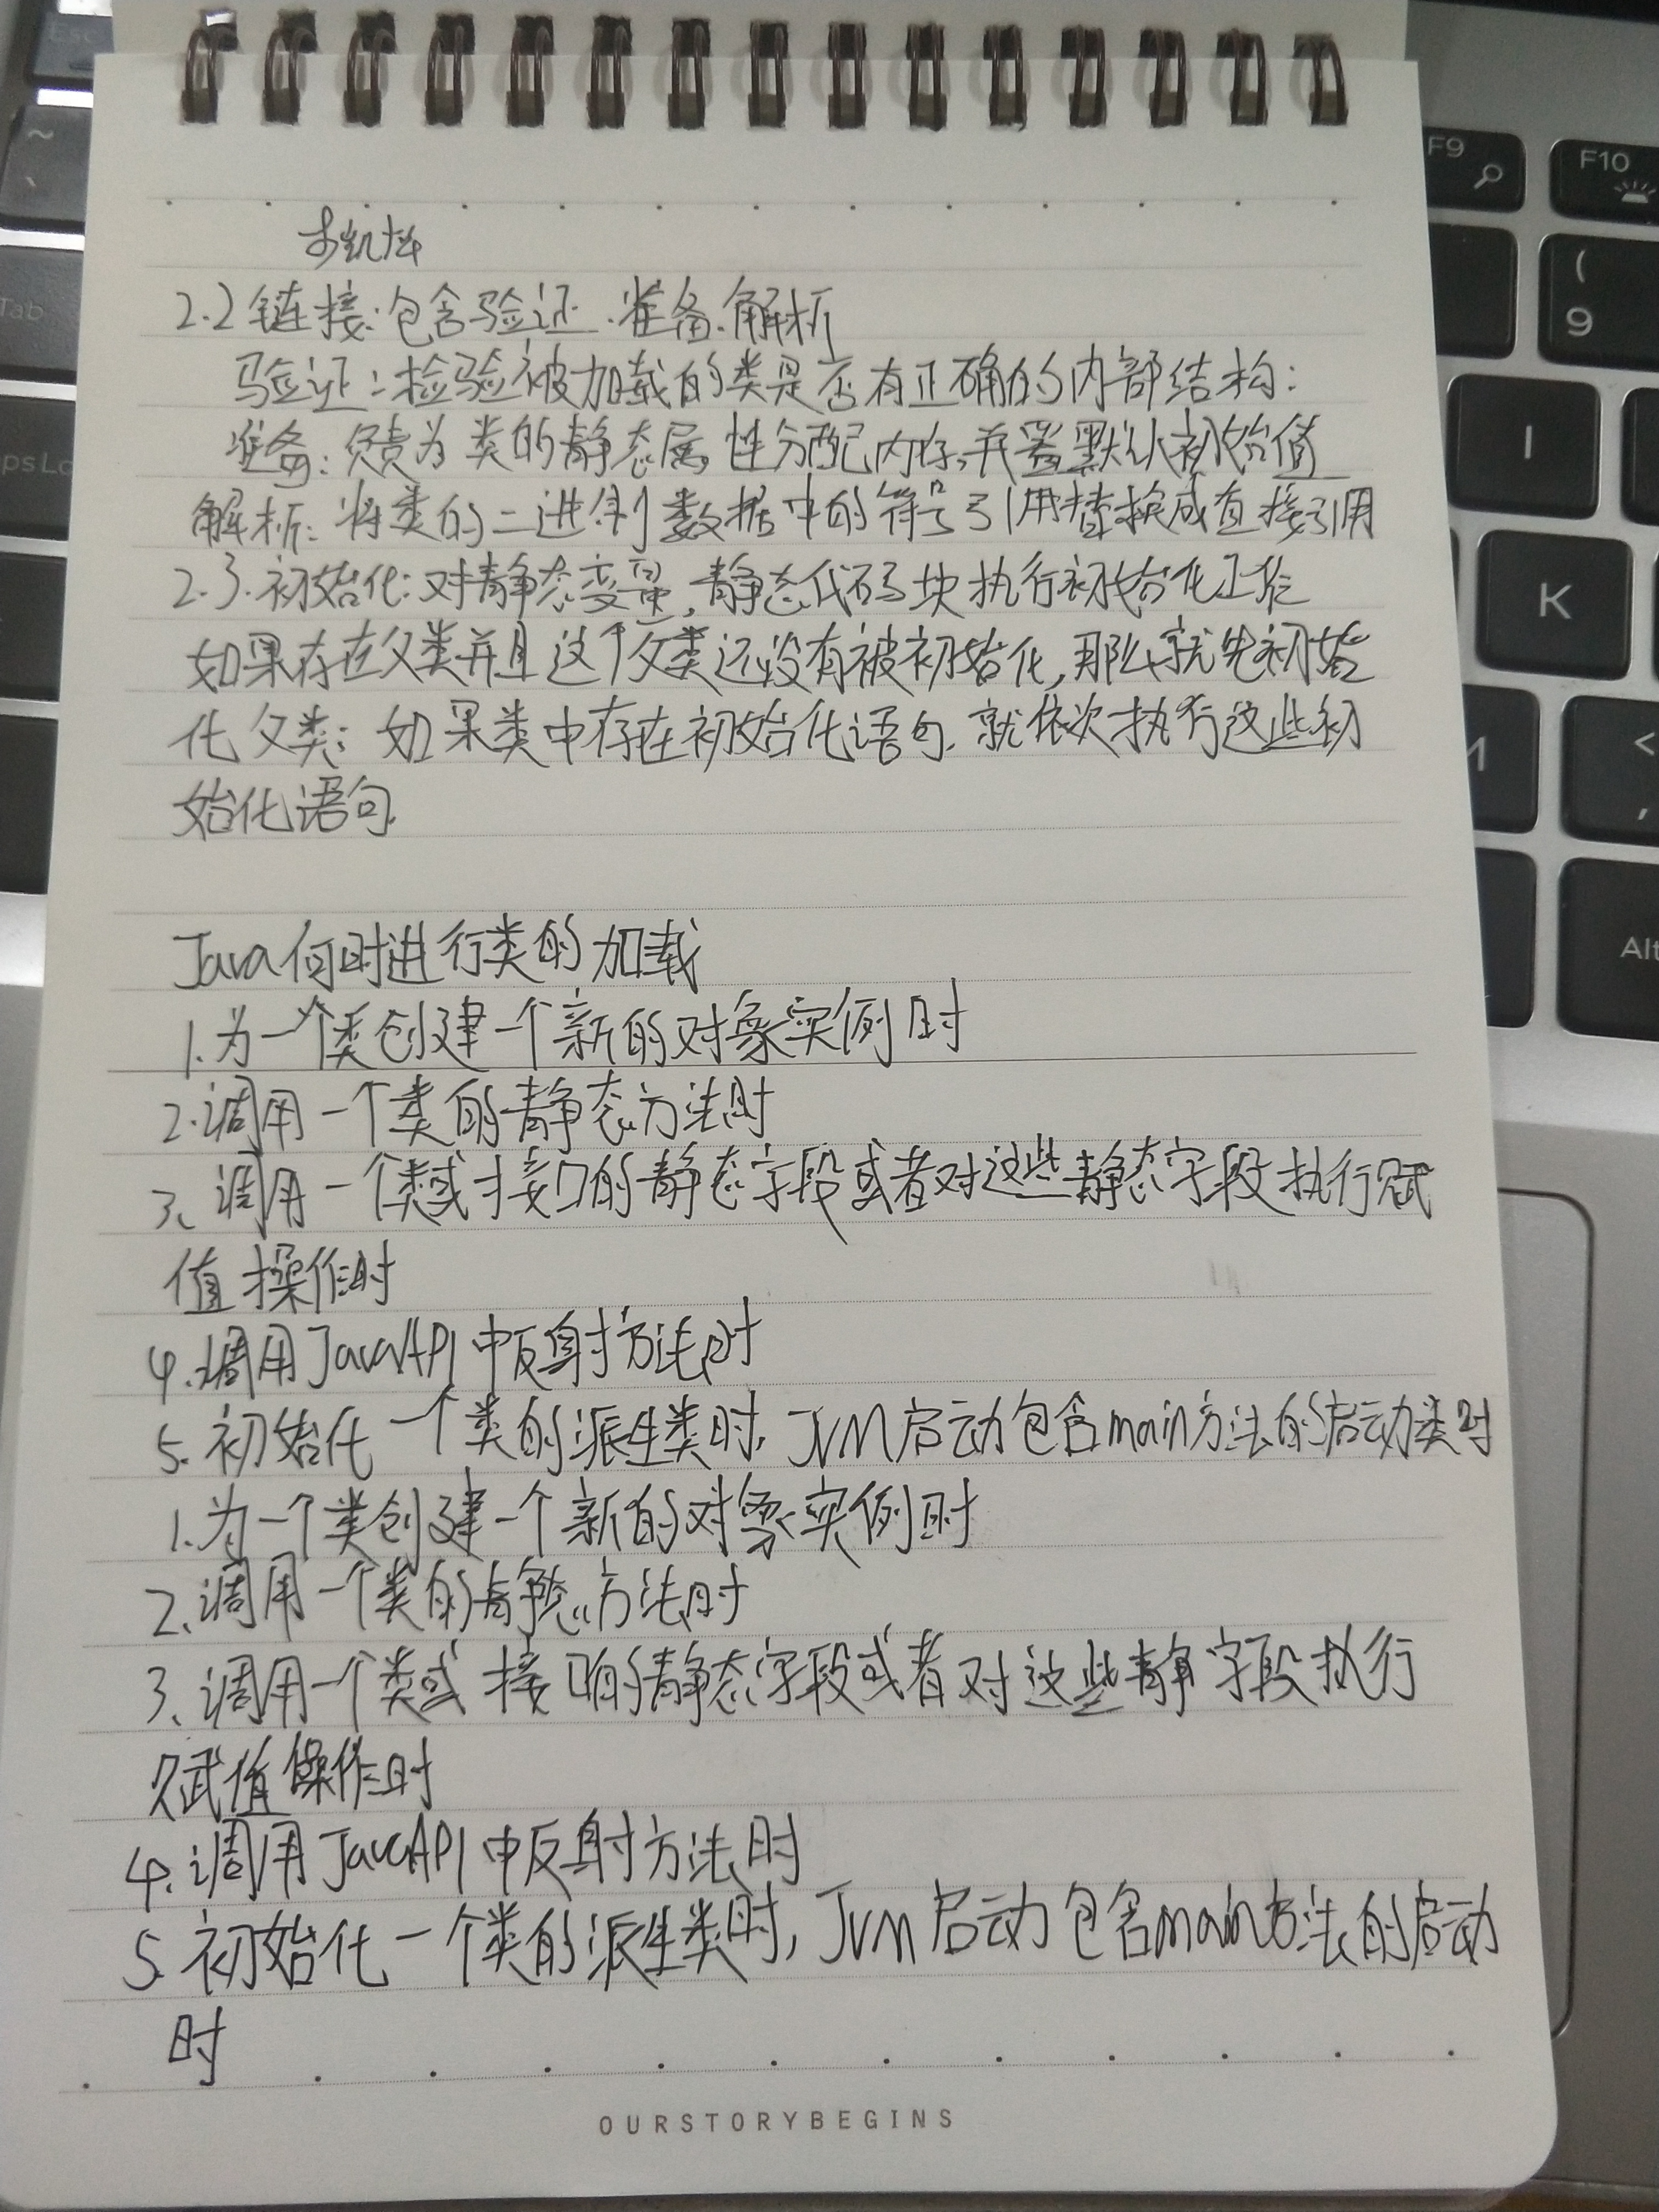 2.2 链接:包含验证.准备.解析
验证:检验被加载的类是否有正确的内部结构:
准备:负责为类的静态属性分配内存,并置默认初始值
解析:将类的二进制数据中的符号引用替换成直接引用
2.3.初始化:对静态变量,静态代码块执行初始化工作
如果存在父类并且这个父类还没有被初始化,那么就先初始
化父类;如果类中存在初始化语句.就依次执行这些初
始化语句.
Java何时进行类的加载
1.为一个类创建一个新的对象实例时
2.调用一个类的静态方法时
3、调用一个类或接口的静态字段或者对这些静态字段执行赋
值操作时
4.调用JavaAPI中反射方法时
5.初始化一个类的派生类时,JVM启动包含main方法的启动类时
1.为一个类创建一个新的对象实例时
2.调用一个类的静态方法时
3、调用一个类或接口的静态字段或者对这些静字段执行
赋值操作时
4.调用JavaAPI中反射方法时
5.初始化一个类的派生类时,JVM启动包含main方法的启动
时
OURSTORYBEGINS
F9
F10
(
9
I
K
M
<
,
Alt
Esc
~
Tab
psLo